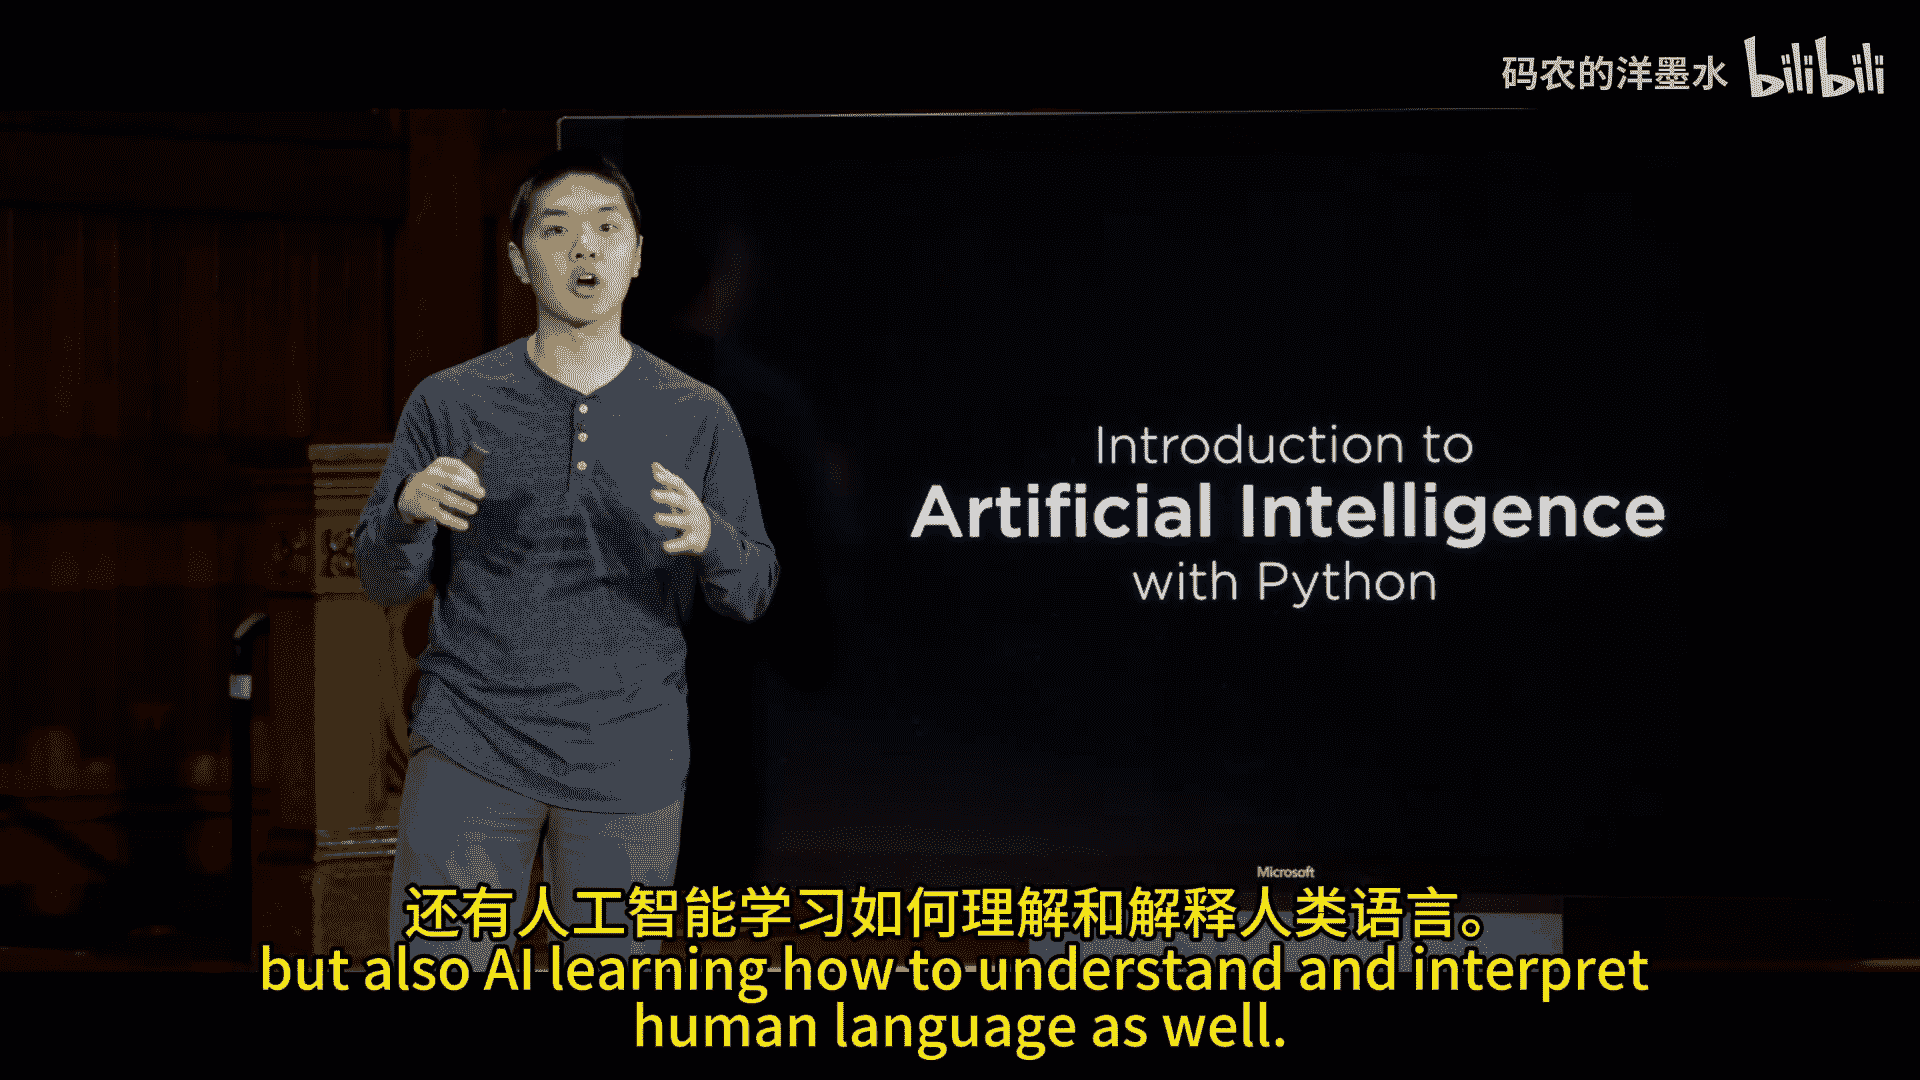 码农的洋墨水 bilibili
Introduction to
Artificial Intelligence
with Python
Microsoft
还有人工智能学习如何理解和解释人类语言。
but also AI learning how to understand and interpret
human language as well.